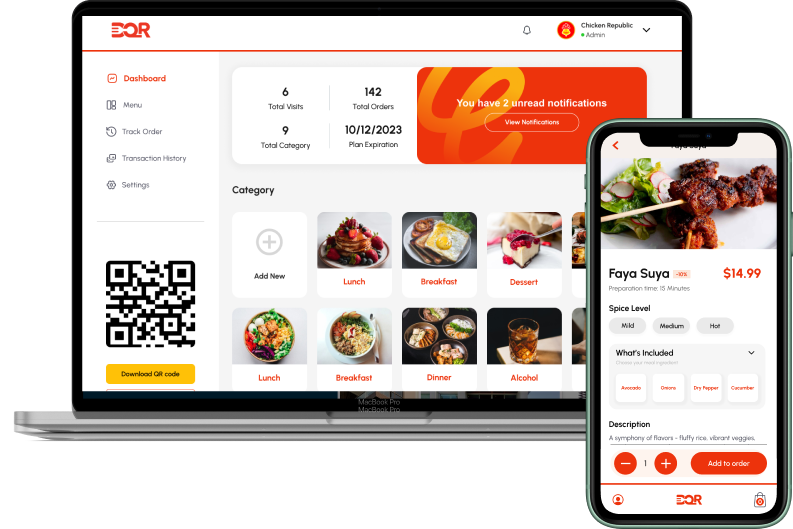 EQR
Chicken Republic
Admin
Dashboard
Menu
Track Order
Transaction History
Settings
Download QR code
6
Total Visits
142
Total Orders
9
Total Category
10/12/2023
Plan Expiration
You have 2 unread notifications
View Notifications
Category
Add New
Lunch
Breakfast
Dessert
Lunch
Breakfast
Dinner
Alcohol
MacBook Pro
MacBook Pro
Faya Suya
Faya Suya -10% $14.99
Preparation time: 15 Minutes
Spice Level
Mild Medium Hot
What's Included
Avocado Onions Dry Pepper Cucumber
Description
A symphony of flavors - fluffy rice, vibrant veggies,
1
Add to order
EQR